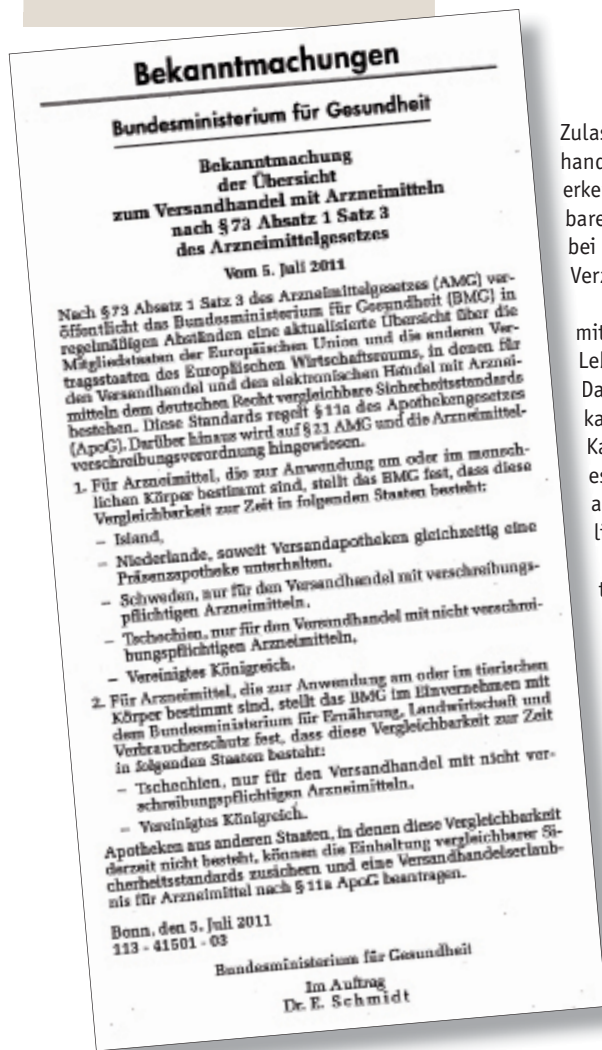 Bekanntmachungen
Bundesministerium für Gesundheit
Bekanntmachung
der Übersicht
zum Versandhandel mit Arzneimitteln
nach § 73 Absatz 1 Satz 3
des Arzneimittelgesetzes
Vom 5. Juli 2011
Nach § 73 Absatz 1 Satz 3 des Arzneimittelgesetzes (AMG) ver-
öffentlicht das Bundesministerium für Gesundheit (BMG) in
regelmäßigen Abständen eine aktualisierte Übersicht über die
Mitgliedstaaten der Europäischen Union und die anderen Ver-
tragsstaaten des Europäischen Wirtschaftsraums, in denen für
den Versandhandel und den elektronischen Handel mit Arznei-
mitteln dem deutschen Recht vergleichbare Sicherheitsstandards
bestehen. Diese Standards regelt § 11a des Apothekengesetzes
(ApoG). Darüber hinaus wird auf § 21 AMG und die Arzneimittel-
verschreibungsverordnung hingewiesen.
1. Für Arzneimittel, die zur Anwendung am oder im mensch-
lichen Körper bestimmt sind, stellt das BMG fest, dass diese
Vergleichbarkeit zur Zeit in folgenden Staaten besteht:
– Island,
– Niederlande, soweit Versandapotheken gleichzeitig eine
Präsenzapotheke unterhalten,
– Schweden, nur für den Versandhandel mit verschreibungs-
pflichtigen Arzneimitteln,
– Tschechien, nur für den Versandhandel mit nicht verschrei-
bungspflichtigen Arzneimitteln,
– Vereinigtes Königreich.
2. Für Arzneimittel, die zur Anwendung am oder im tierischen
Körper bestimmt sind, stellt das BMG im Einvernehmen mit
dem Bundesministerium für Ernährung, Landwirtschaft und
Verbraucherschutz fest, dass diese Vergleichbarkeit zur Zeit
in folgenden Staaten besteht:
– Tschechien, nur für den Versandhandel mit nicht ver-
schreibungspflichtigen Arzneimitteln,
– Vereinigtes Königreich.
Apotheken aus anderen Staaten, in denen diese Vergleichbarkeit
derzeit nicht besteht, können die Einhaltung vergleichbarer Si-
cherheitsstandards zusichern und eine Versandhandelserlaub-
nis für Arzneimittel nach § 11a ApoG beantragen.
Bonn, den 5. Juli 2011
113 - 41501 - 03
Bundesministerium für Gesundheit
Im Auftrag
Dr. E. Schmidt
Zulas
hand
erke
bare
bei
Verz
mit
Leb
Da
ka
Ka
es
a
l